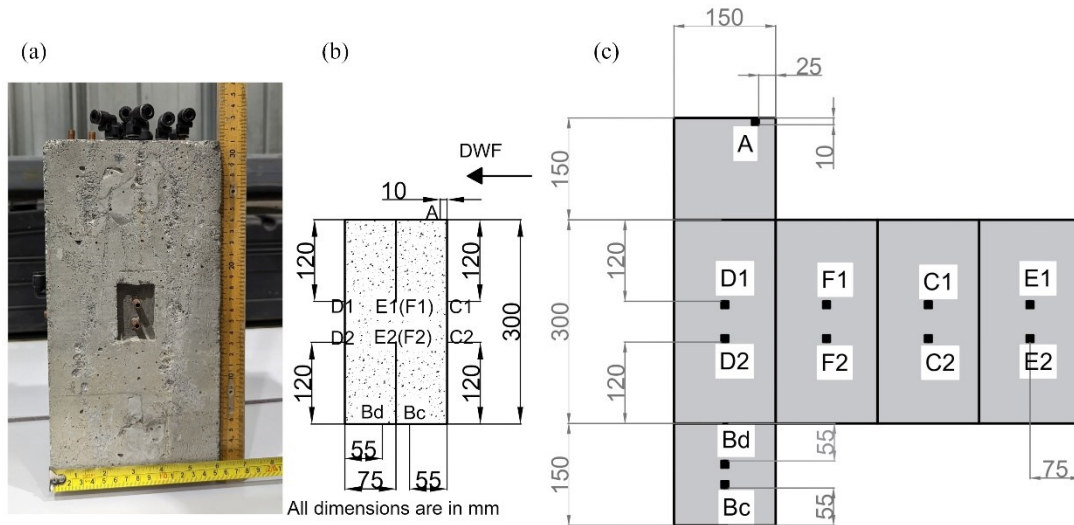 (a)
(b)
(c)
DWF
10
A
120
120
D1
E1(F1)
C1
D2
E2(F2)
C2
300
120
120
Bd
Bc
55
75
55
All dimensions are in mm
150
25
A
10
150
120
D1
F1
C1
E1
300
D2
F2
C2
E2
120
Bd
55
150
75
Bc
55